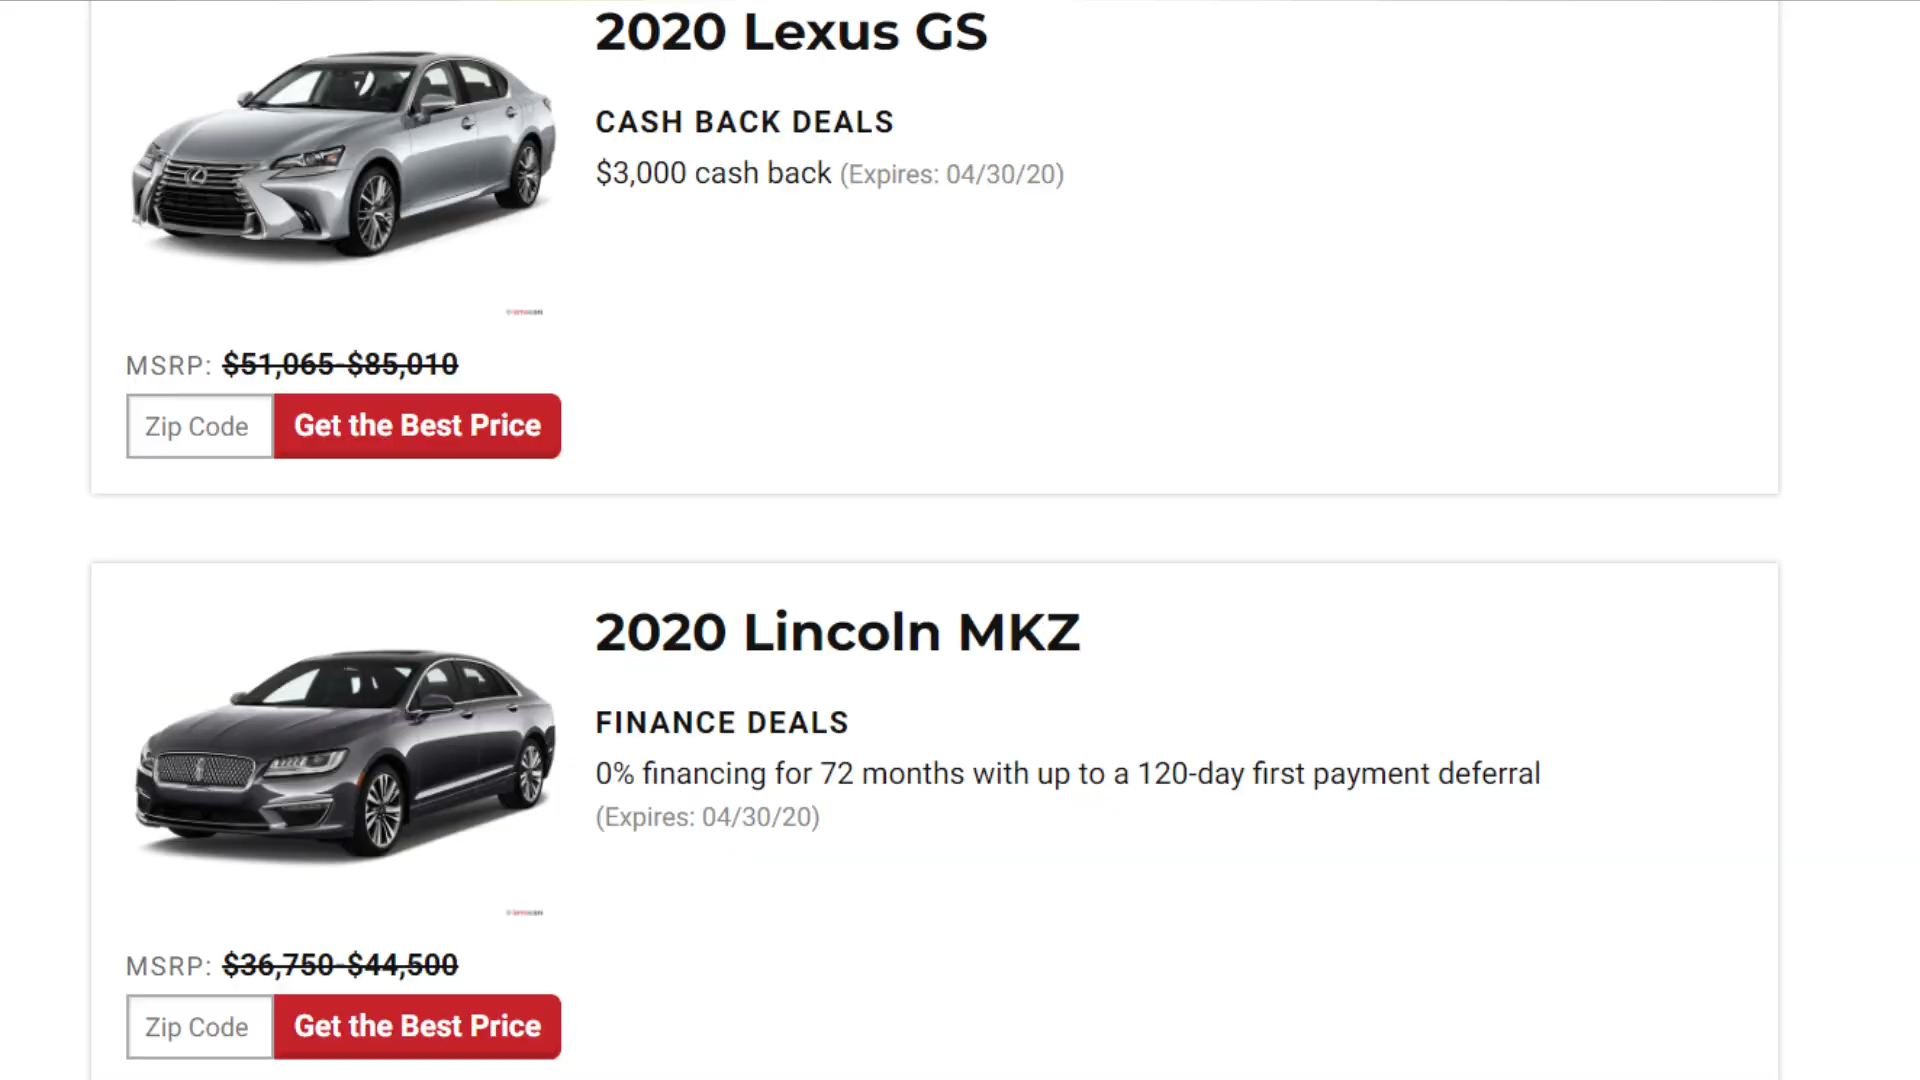 2020 Lexus GS
CASH BACK DEALS
$3,000 cash back (Expires: 04/30/20)
MSRP: $51,065-$85,010
Zip Code
Get the Best Price
2020 Lincoln MKZ
FINANCE DEALS
0% financing for 72 months with up to a 120-day first payment deferral
(Expires: 04/30/20)
MSRP: $36,750-$44,500
Zip Code
Get the Best Price